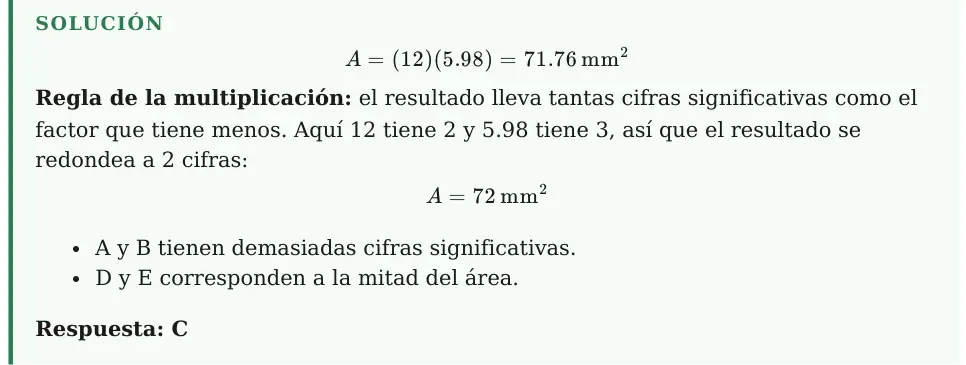 SOLUCIÓN
A = (12)(5.98) = 71.76 mm²
Regla de la multiplicación: el resultado lleva tantas cifras significativas como el
factor que tiene menos. Aquí 12 tiene 2 y 5.98 tiene 3, así que el resultado se
redondea a 2 cifras:
A = 72 mm²
• A y B tienen demasiadas cifras significativas.
• D y E corresponden a la mitad del área.
Respuesta: C